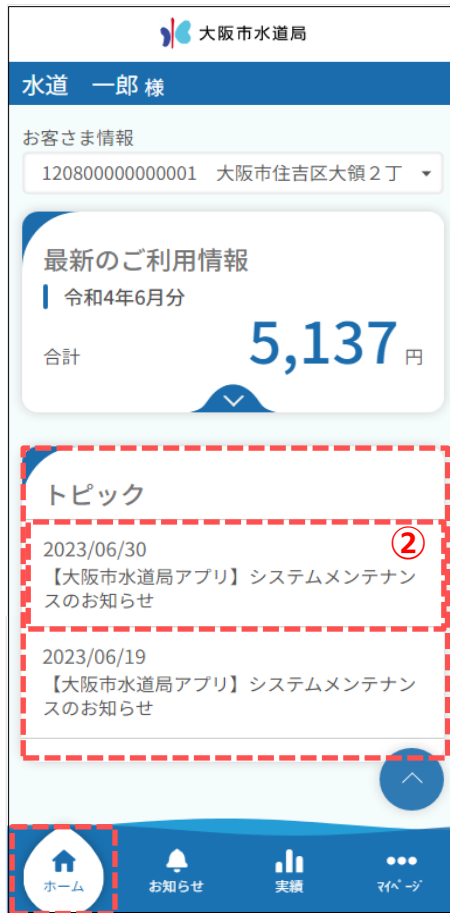 大阪市水道局
水道　一郎 様
お客さま情報
120800000000001　大阪市住吉区大領２丁
最新のご利用情報
令和4年6月分
合計 5,137 円
トピック
②
2023/06/30
【大阪市水道局アプリ】システムメンテナン
スのお知らせ
2023/06/19
【大阪市水道局アプリ】システムメンテナン
スのお知らせ
ホーム お知らせ 実績 ﾏｲﾍﾟｰｼﾞ